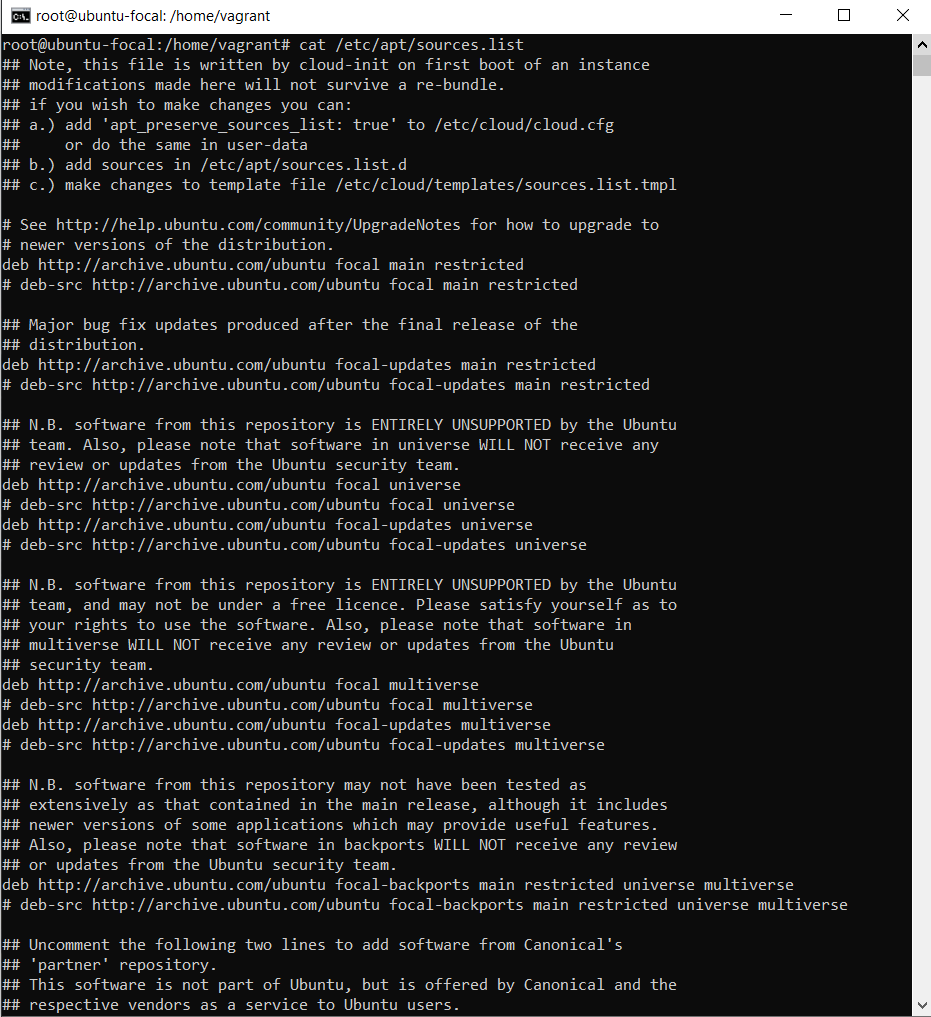 root@ubuntu-focal: /home/vagrant
root@ubuntu-focal:/home/vagrant# cat /etc/apt/sources.list
## Note, this file is written by cloud-init on first boot of an instance
## modifications made here will not survive a re-bundle.
## if you wish to make changes you can:
## a.) add 'apt_preserve_sources_list: true' to /etc/cloud/cloud.cfg
##     or do the same in user-data
## b.) add sources in /etc/apt/sources.list.d
## c.) make changes to template file /etc/cloud/templates/sources.list.tmpl

# See http://help.ubuntu.com/community/UpgradeNotes for how to upgrade to
# newer versions of the distribution.
deb http://archive.ubuntu.com/ubuntu focal main restricted
# deb-src http://archive.ubuntu.com/ubuntu focal main restricted

## Major bug fix updates produced after the final release of the
## distribution.
deb http://archive.ubuntu.com/ubuntu focal-updates main restricted
# deb-src http://archive.ubuntu.com/ubuntu focal-updates main restricted

## N.B. software from this repository is ENTIRELY UNSUPPORTED by the Ubuntu
## team. Also, please note that software in universe WILL NOT receive any
## review or updates from the Ubuntu security team.
deb http://archive.ubuntu.com/ubuntu focal universe
# deb-src http://archive.ubuntu.com/ubuntu focal universe
deb http://archive.ubuntu.com/ubuntu focal-updates universe
# deb-src http://archive.ubuntu.com/ubuntu focal-updates universe

## N.B. software from this repository is ENTIRELY UNSUPPORTED by the Ubuntu
## team, and may not be under a free licence. Please satisfy yourself as to
## your rights to use the software. Also, please note that software in
## multiverse WILL NOT receive any review or updates from the Ubuntu
## security team.
deb http://archive.ubuntu.com/ubuntu focal multiverse
# deb-src http://archive.ubuntu.com/ubuntu focal multiverse
deb http://archive.ubuntu.com/ubuntu focal-updates multiverse
# deb-src http://archive.ubuntu.com/ubuntu focal-updates multiverse

## N.B. software from this repository may not have been tested as
## extensively as that contained in the main release, although it includes
## newer versions of some applications which may provide useful features.
## Also, please note that software in backports WILL NOT receive any review
## or updates from the Ubuntu security team.
deb http://archive.ubuntu.com/ubuntu focal-backports main restricted universe multiverse
# deb-src http://archive.ubuntu.com/ubuntu focal-backports main restricted universe multiverse

## Uncomment the following two lines to add software from Canonical's
## 'partner' repository.
## This software is not part of Ubuntu, but is offered by Canonical and the
## respective vendors as a service to Ubuntu users.